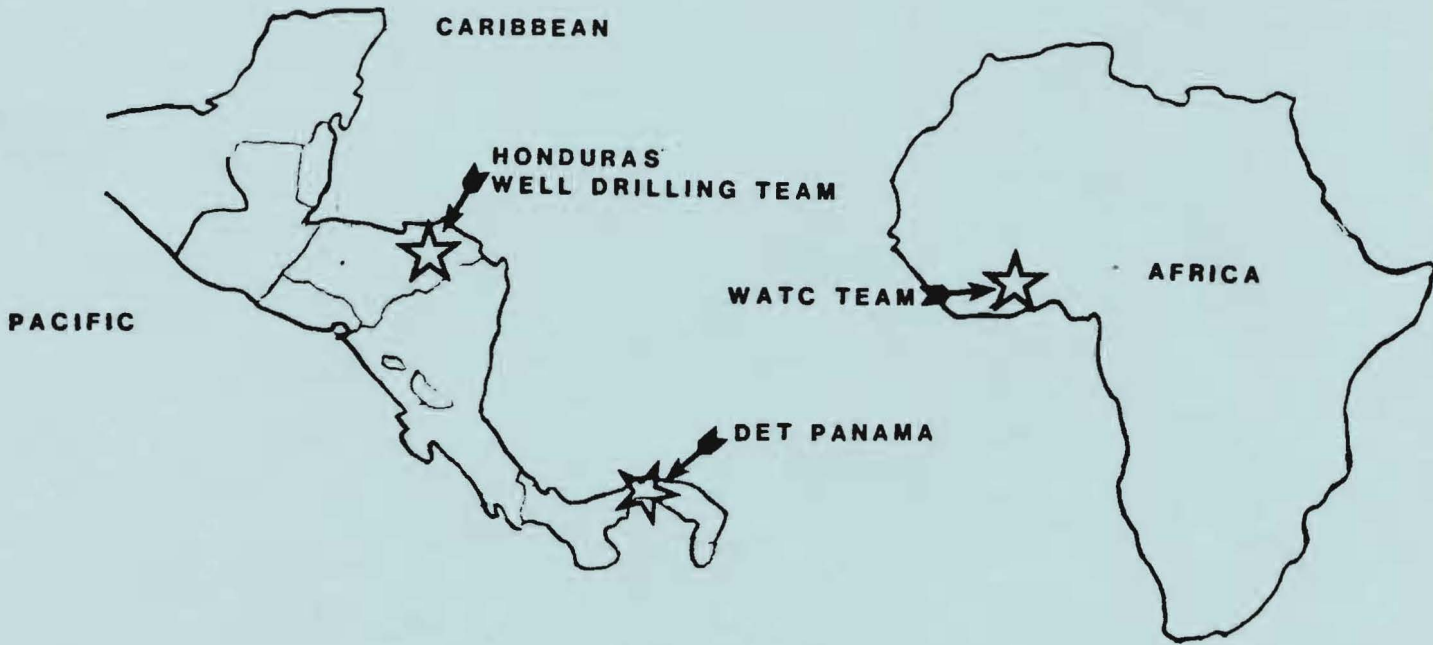 CARIBBEAN
HONDURAS
WELL DRILLING TEAM
WATC TEAM
AFRICA
PACIFIC
DET PANAMA